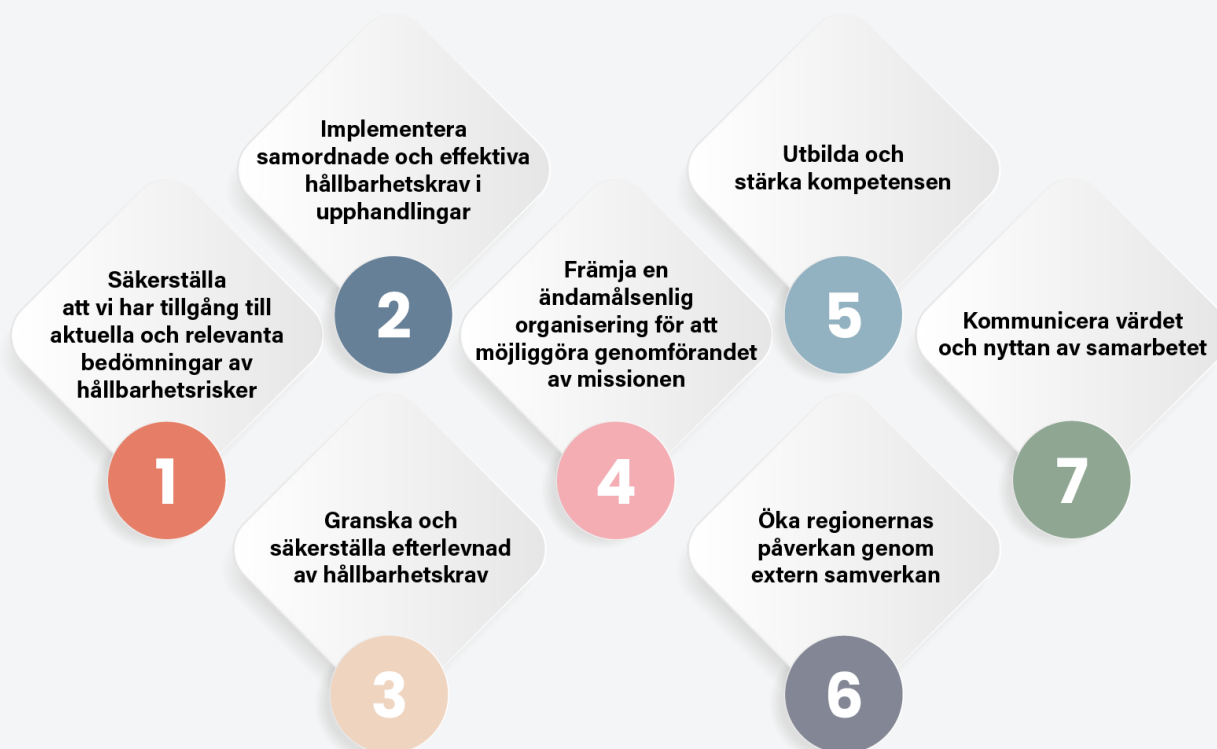 Säkerställa
att vi har tillgång till
aktuella och relevanta
bedömningar av
hållbarhetsrisker
1
Implementera
samordnade och effektiva
hållbarhetskrav i
upphandlingar
2
Granska och
säkerställa efterlevnad
av hållbarhetskrav
3
Främja en
ändamålsenlig
organisering för att
möjliggöra genomförandet
av missionen
4
Utbilda och
stärka kompetensen
5
Öka regionernas
påverkan genom
extern samverkan
6
Kommunicera värdet
och nyttan av samarbetet
7